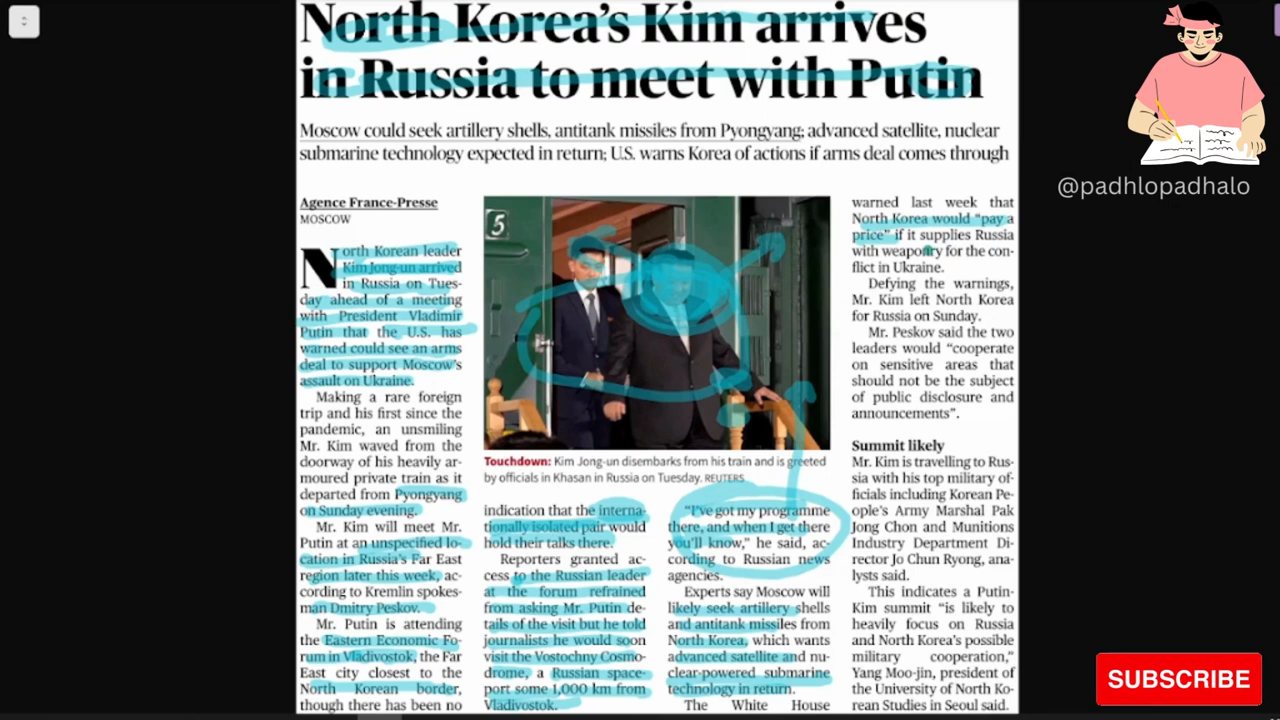 North Korea's Kim arrives
in Russia to meet with Putin
Moscow could seek artillery shells, antitank missiles from Pyongyang; advanced satellite, nuclear
submarine technology expected in return; U.S. warns Korea of actions if arms deal comes through
Agence France-Presse
MOSCOW
North Korean leader
Kim Jong-un arrived
in Russia on Tues-
day ahead of a meeting
with President Vladimir
Putin that the U.S. has
warned could see an arms
deal to support Moscow's
assault on Ukraine.
Making a rare foreign
trip and his first since the
pandemic, an unsmiling
Mr. Kim waved from the
doorway of his heavily ar-
moured private train as it
departed from Pyongyang
on Sunday evening.
Mr. Kim will meet Mr.
Putin at an unspecified lo-
cation in Russia's Far East
region later this week, ac-
cording to Kremlin spokes-
man Dmitry Peskov.
Mr. Putin is attending
the Eastern Economic Fo-
rum in Vladivostok, the Far
East city closest to the
North Korean border,
though there has been no
5
Touchdown: Kim Jong-un disembarks from his train and is greeted
by officials in Khasan in Russia on Tuesday. REUTERS
indication that the interna-
tionally isolated pair would
hold their talks there.
Reporters granted ac-
cess to the Russian leader
at the forum refrained
from asking Mr. Putin de-
tails of the visit but he told
journalists he would soon
visit the Vostochny Cosmo-
drome, a Russian space-
port some 1,000 km from
Vladivostok.
"I've got my programme
there, and when I get there
you'll know," he said, ac-
cording to Russian news
agencies.
Experts say Moscow will
likely seek artillery shells
and antitank missiles from
North Korea, which wants
advanced satellite and nu-
clear-powered submarine
technology in return.
The White House
warned last week that
North Korea would "pay a
price" if it supplies Russia
with weaponry for the con-
flict in Ukraine.
Defying the warnings,
Mr. Kim left North Korea
for Russia on Sunday.
Mr. Peskov said the two
leaders would "cooperate
on sensitive areas that
should not be the subject
of public disclosure and
announcements".
Summit likely
Mr. Kim is travelling to Rus-
sia with his top military of-
ficials including Korean Pe-
ople's Army Marshal Pak
Jong Chon and Munitions
Industry Department Di-
rector Jo Chun Ryong, ana-
lysts said.
This indicates a Putin-
Kim summit "is likely to
heavily focus on Russia
and North Korea's possible
military cooperation,"
Yang Moo-jin, president of
the University of North Ko-
rean Studies in Seoul said.
@padhlopadhalo
SUBSCRIBE